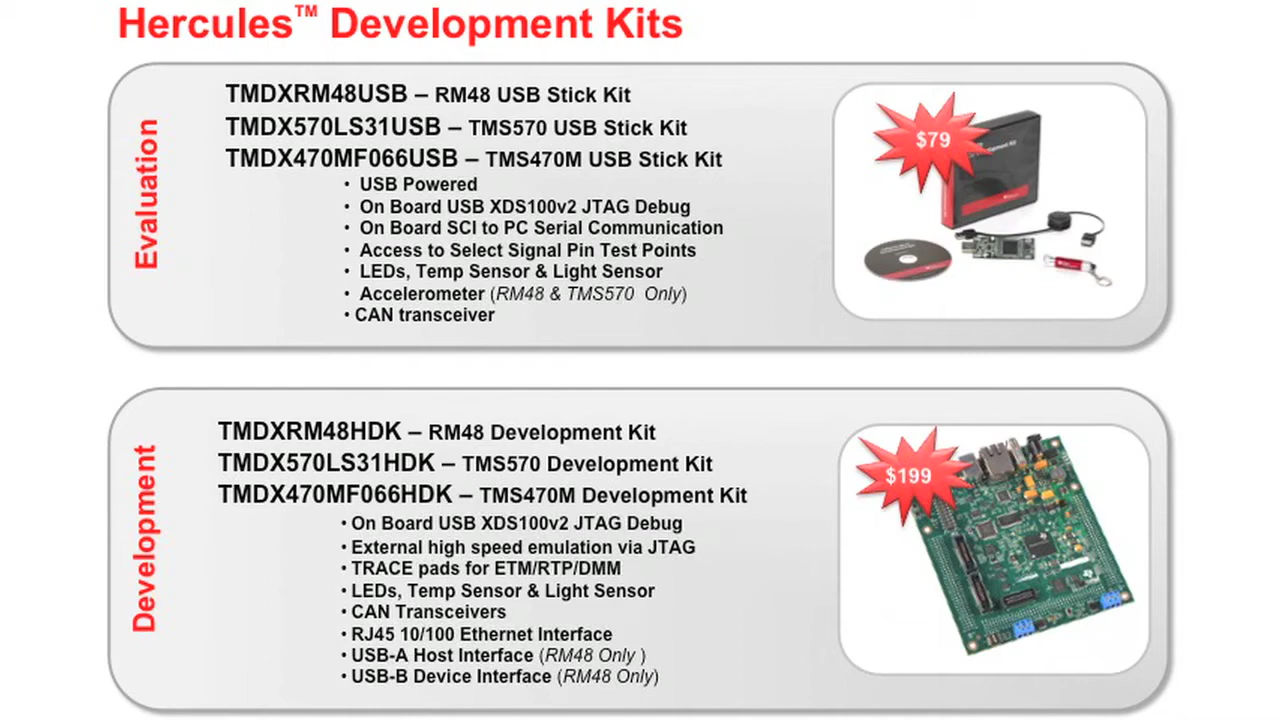 Hercules™ Development Kits
Evaluation
TMDXRM48USB – RM48 USB Stick Kit
TMDX570LS31USB – TMS570 USB Stick Kit
TMDX470MF066USB – TMS470M USB Stick Kit
• USB Powered
• On Board USB XDS100v2 JTAG Debug
• On Board SCI to PC Serial Communication
• Access to Select Signal Pin Test Points
• LEDs, Temp Sensor & Light Sensor
• Accelerometer (RM48 & TMS570 Only)
• CAN transceiver
$79
Development
TMDXRM48HDK – RM48 Development Kit
TMDX570LS31HDK – TMS570 Development Kit
TMDX470MF066HDK – TMS470M Development Kit
• On Board USB XDS100v2 JTAG Debug
• External high speed emulation via JTAG
• TRACE pads for ETM/RTP/DMM
• LEDs, Temp Sensor & Light Sensor
• CAN Transceivers
• RJ45 10/100 Ethernet Interface
• USB-A Host Interface (RM48 Only )
• USB-B Device Interface (RM48 Only)
$199